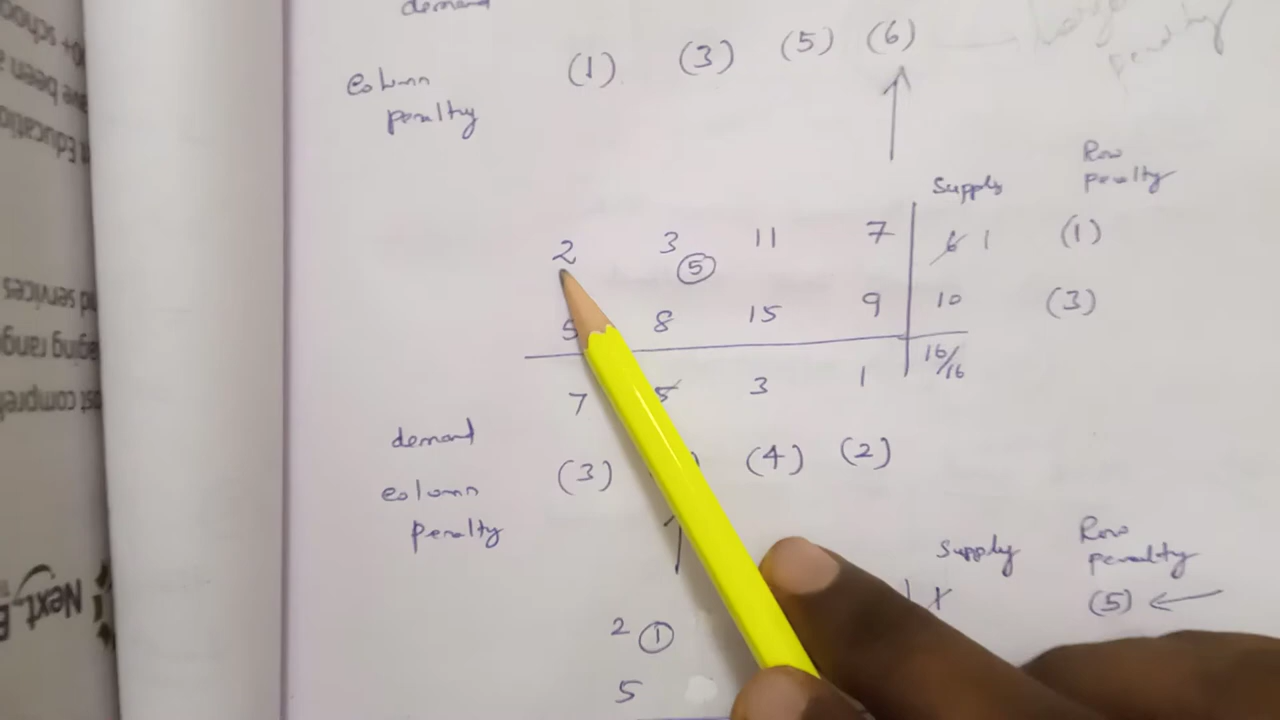 demand
column (1) (3) (5) (6)
penalty
Supply Row penalty
2 3 (5) 11 7 6 1 (1)
5 8 15 9 10 (3)
7 5 3 1 16/16
demand
column (3) (4) (2)
penalty
Supply Row penalty
2 (1) (5)
5